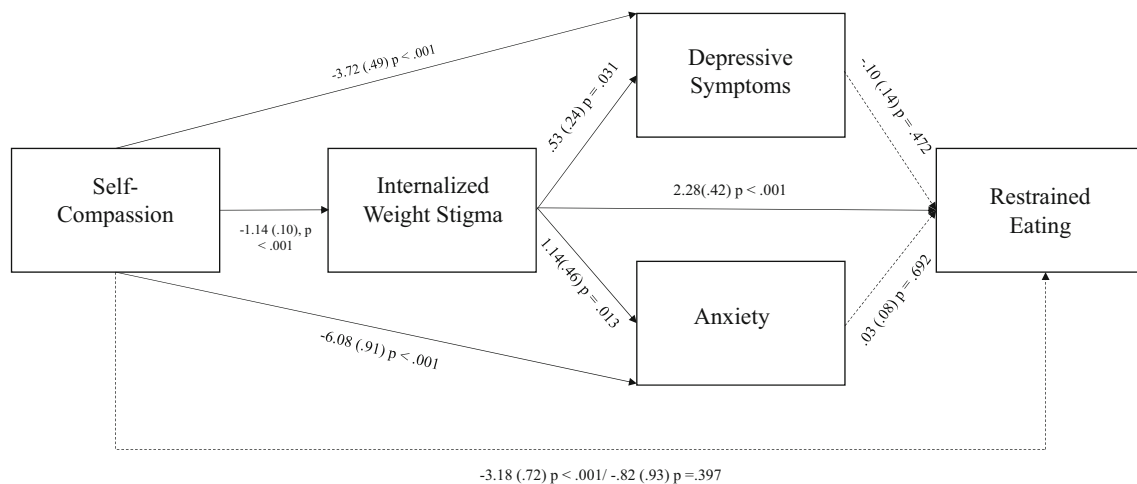 -3.72 (.49) p < .001
Depressive
Symptoms
.53 (.24) p = .031
-.10 (.14) p = .472
Self-
Compassion
Internalized
Weight Stigma
2.28(.42) p < .001
Restrained
Eating
-1.14 (.10), p
< .001
1.14(.46) p = .013
Anxiety
.03 (.08) p = .692
-6.08 (.91) p < .001
-3.18 (.72) p < .001/ -.82 (.93) p =.397